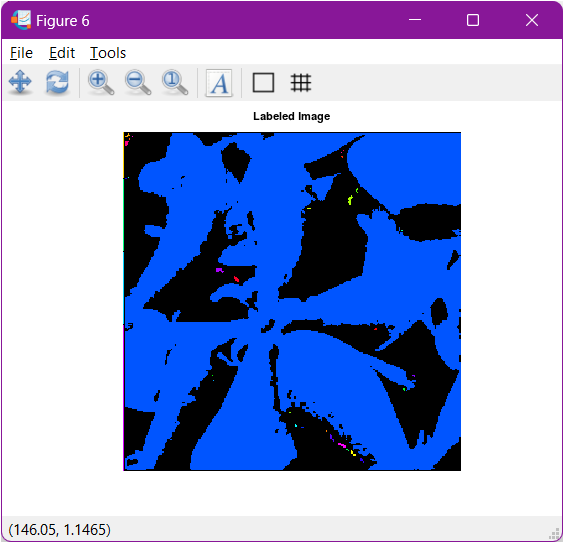 Figure 6
File Edit Tools
A
Labeled Image
(146.05, 1.1465)